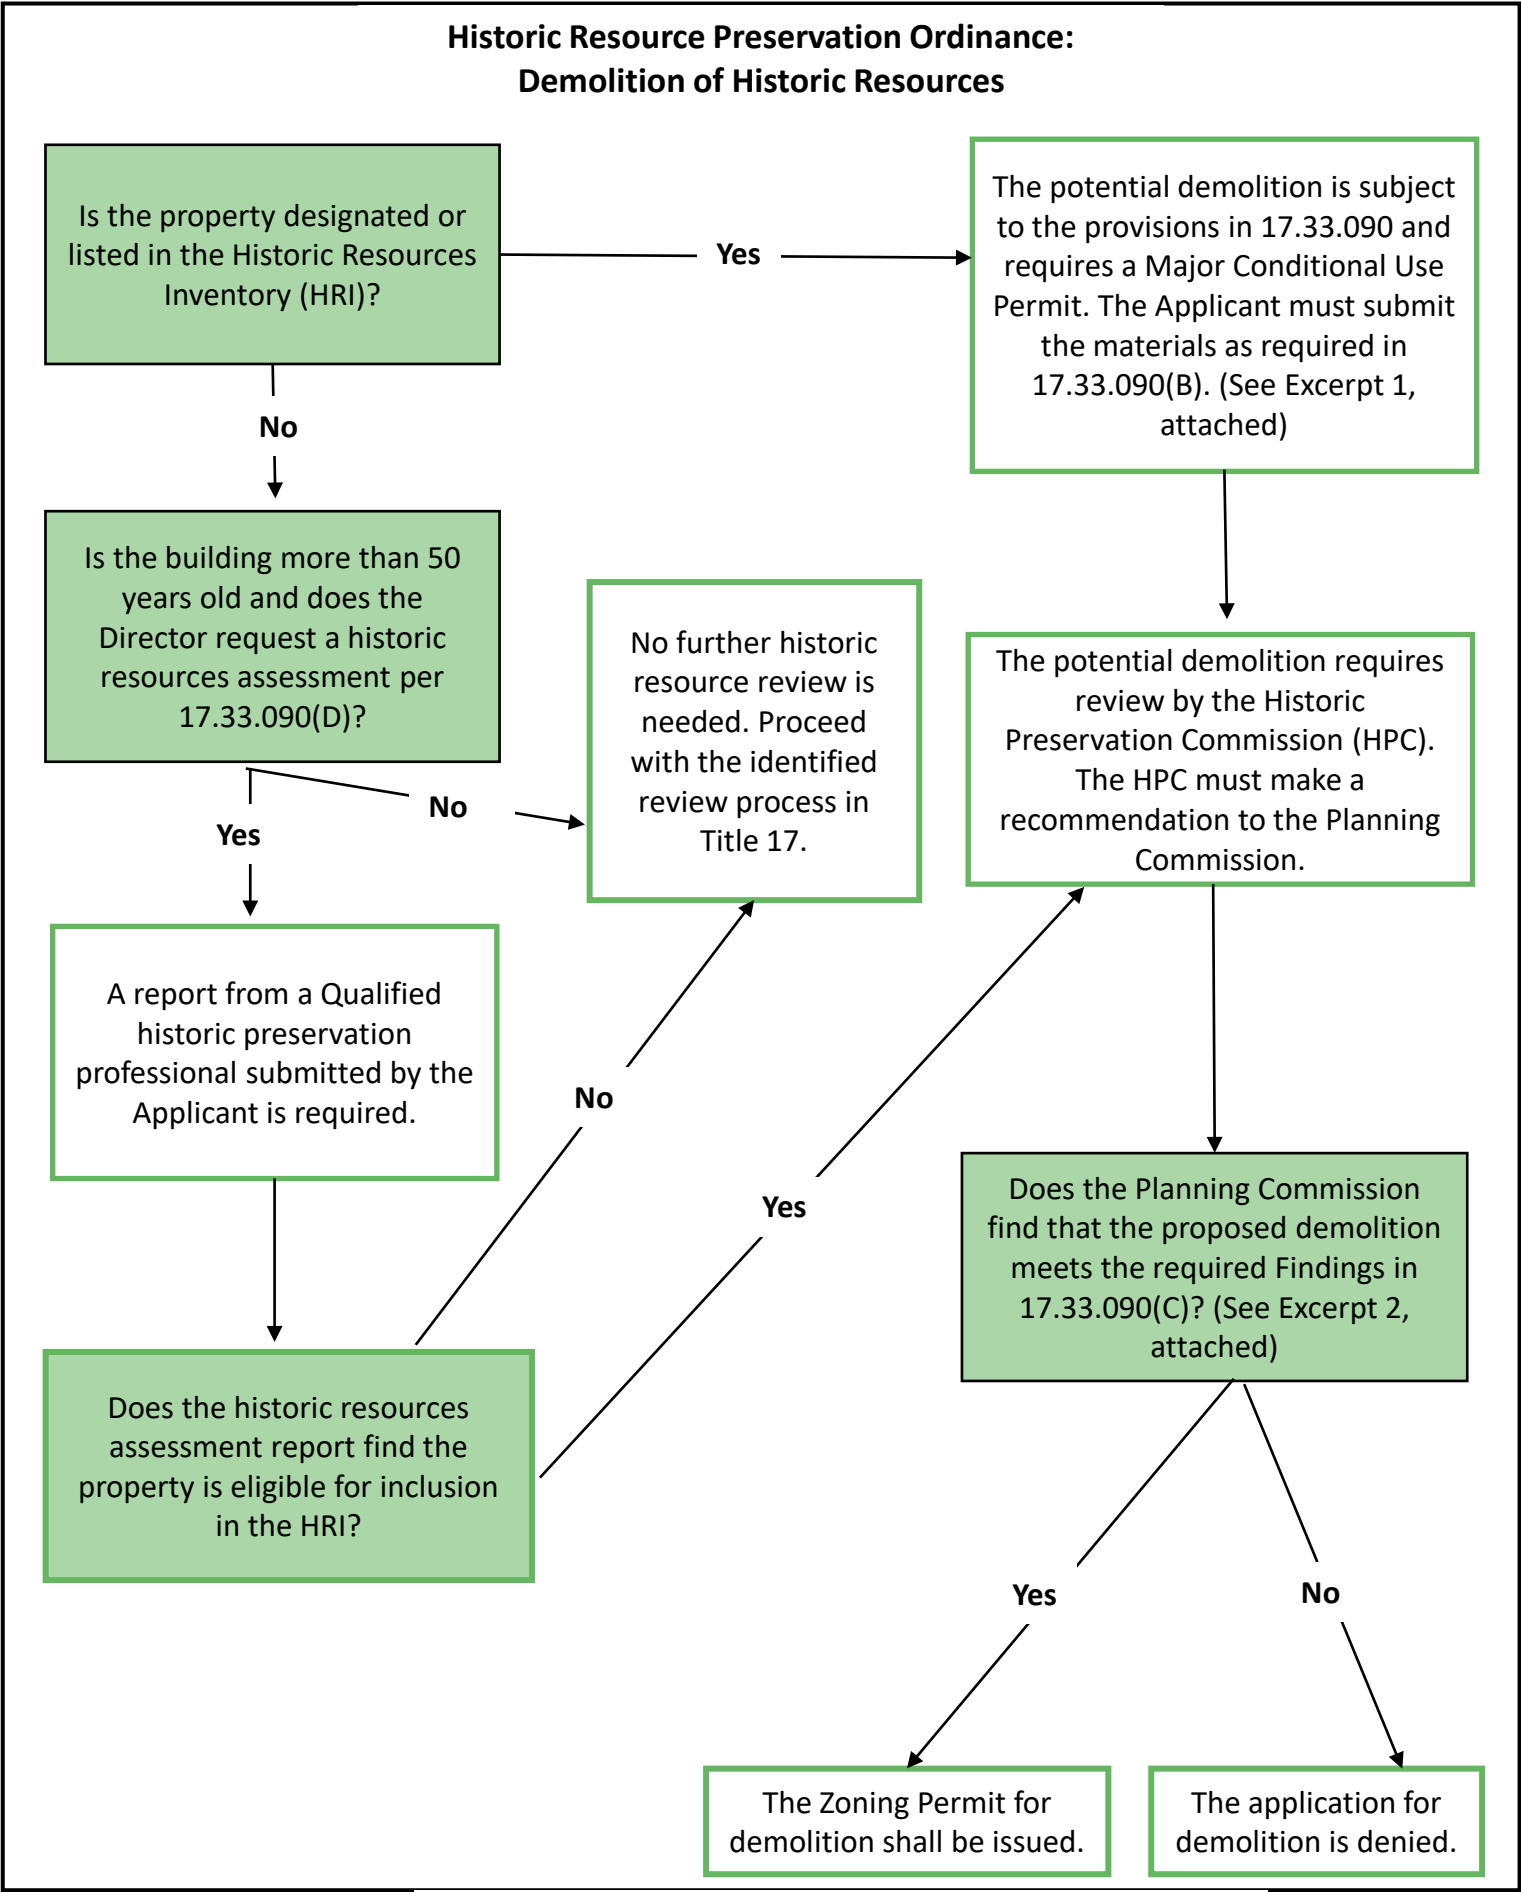 Historic Resource Preservation Ordinance:
Demolition of Historic Resources
Is the property designated or
listed in the Historic Resources
Inventory (HRI)?
Yes
The potential demolition is subject
to the provisions in 17.33.090 and
requires a Major Conditional Use
Permit. The Applicant must submit
the materials as required in
17.33.090(B). (See Excerpt 1,
attached)
No
Is the building more than 50
years old and does the
Director request a historic
resources assessment per
17.33.090(D)?
No further historic
resource review is
needed. Proceed
with the identified
review process in
Title 17.
The potential demolition requires
review by the Historic
Preservation Commission (HPC).
The HPC must make a
recommendation to the Planning
Commission.
No
Yes
A report from a Qualified
historic preservation
professional submitted by the
Applicant is required.
No
Yes
Does the Planning Commission
find that the proposed demolition
meets the required Findings in
17.33.090(C)? (See Excerpt 2,
attached)
Does the historic resources
assessment report find the
property is eligible for inclusion
in the HRI?
Yes
No
The Zoning Permit for
demolition shall be issued.
The application for
demolition is denied.